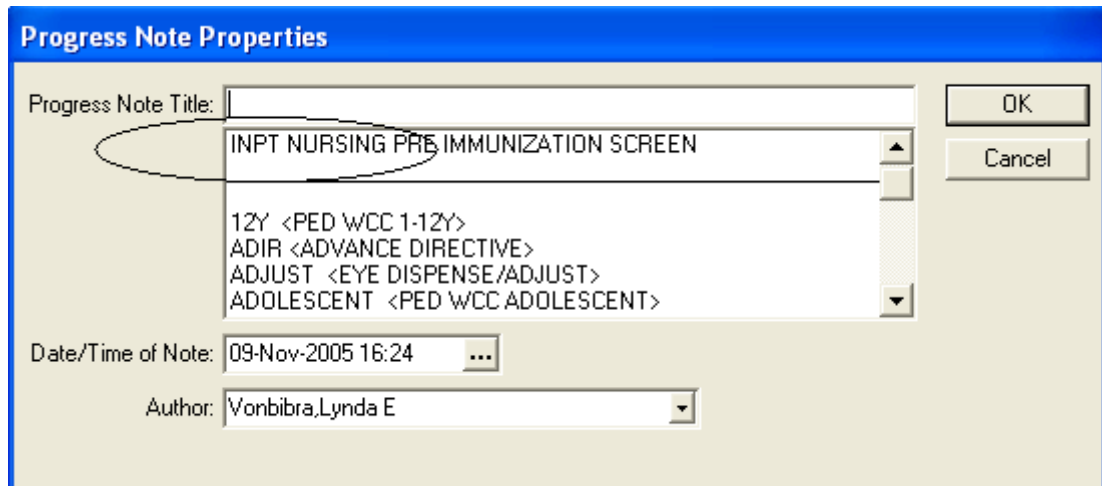 Progress Note Properties
Progress Note Title:
OK
INPT NURSING PRE IMMUNIZATION SCREEN
Cancel
12Y <PED WCC 1-12Y>
ADIR <ADVANCE DIRECTIVE>
ADJUST <EYE DISPENSE/ADJUST>
ADOLESCENT <PED WCC ADOLESCENT>
Date/Time of Note: 09-Nov-2005 16:24 ...
Author: Vonbibra,Lynda E